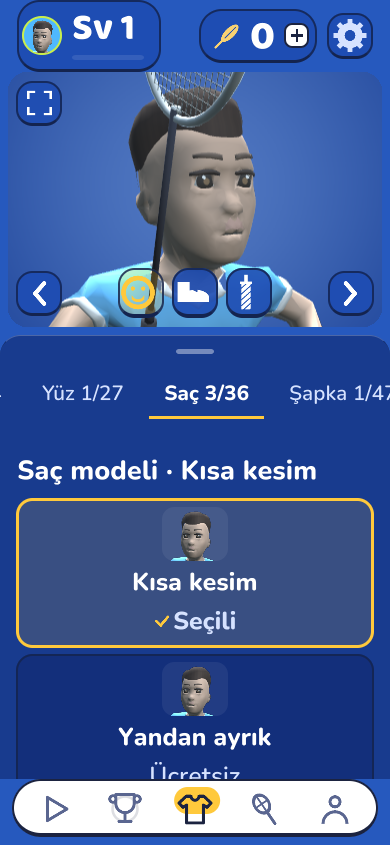 Sv 1
0
Yüz 1/27
Saç 3/36
Şapka 1/47
Saç modeli · Kısa kesim
Kısa kesim
Seçili
Yandan ayrık
Ücretsiz